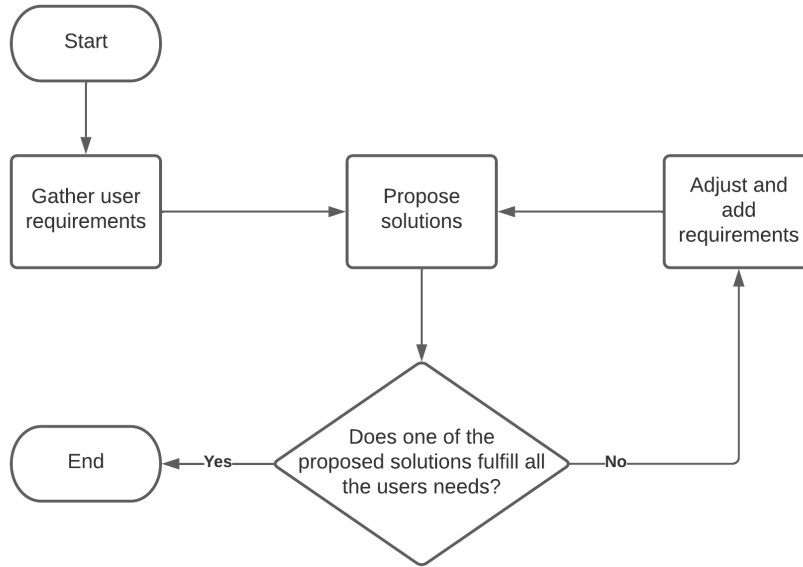 Start
Gather user
requirements
Propose
solutions
Adjust and
add
requirements
Does one of the
proposed solutions fulfill all
the users needs?
Yes
No
End